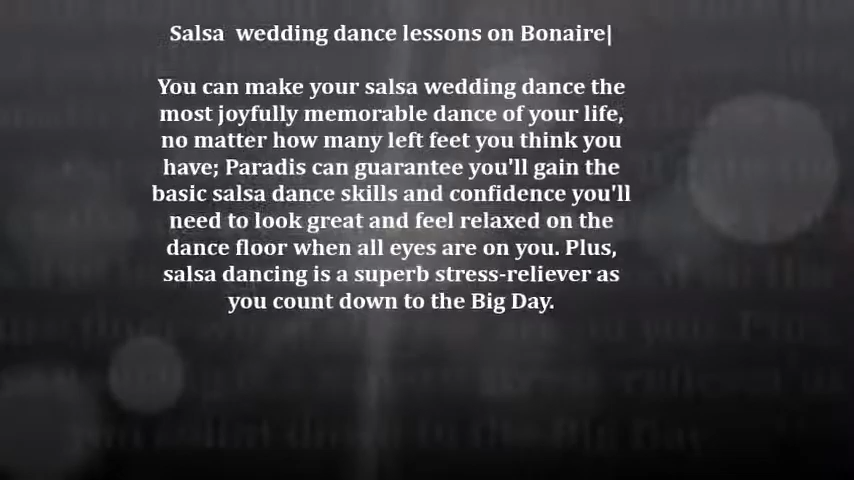 Salsa  wedding dance lessons on Bonaire|
You can make your salsa wedding dance the
most joyfully memorable dance of your life,
no matter how many left feet you think you
have; Paradis can guarantee you'll gain the
basic salsa dance skills and confidence you'll
need to look great and feel relaxed on the
dance floor when all eyes are on you. Plus,
salsa dancing is a superb stress-reliever as
you count down to the Big Day.